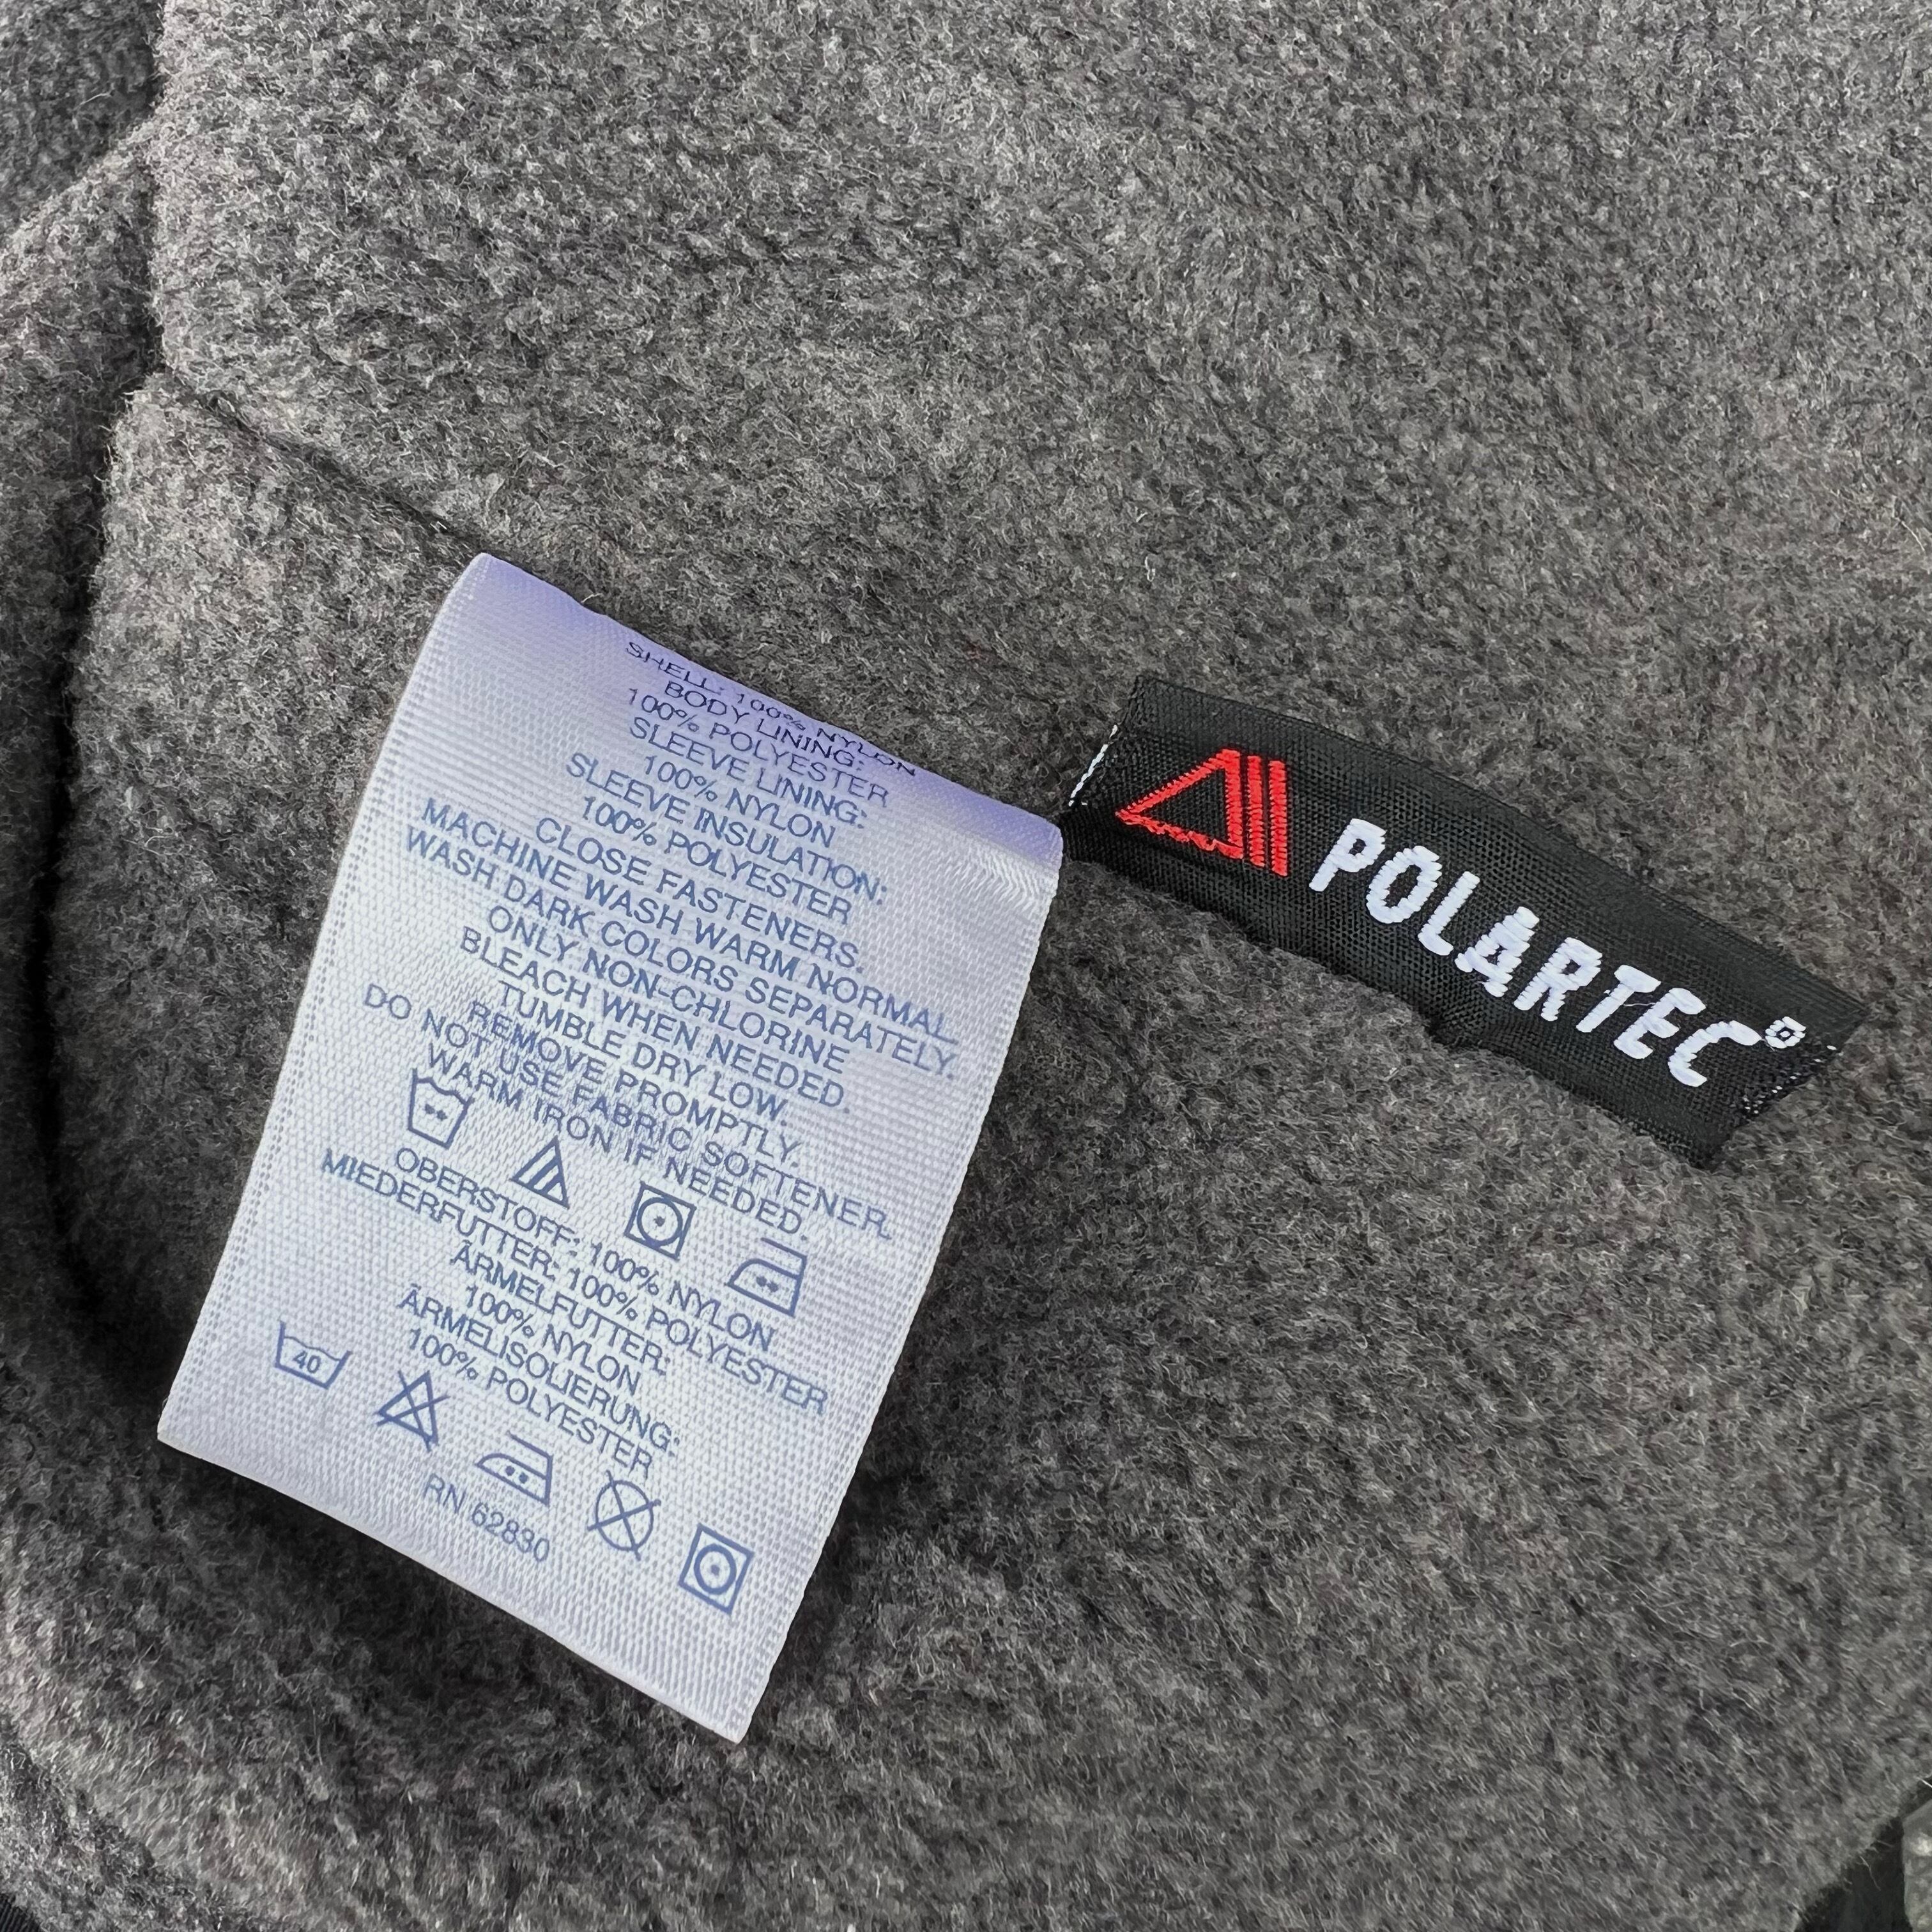 SHELL: 100% NYLON
BODY LINING:
100% POLYESTER
SLEEVE LINING:
100% NYLON
SLEEVE INSULATION:
100% POLYESTER
CLOSE FASTENERS.
MACHINE WASH WARM NORMAL
WASH DARK COLORS SEPARATELY.
ONLY NON-CHLORINE
BLEACH WHEN NEEDED.
TUMBLE DRY LOW.
REMOVE PROMPTLY.
DO NOT USE FABRIC SOFTENER.
WARM IRON IF NEEDED.
OBERSTOFF: 100% NYLON
MIEDERFUTTER: 100% POLYESTER
ÄRMELFUTTER:
100% NYLON
ÄRMELISOLIERUNG:
100% POLYESTER
40
RN 62830
POLARTEC®